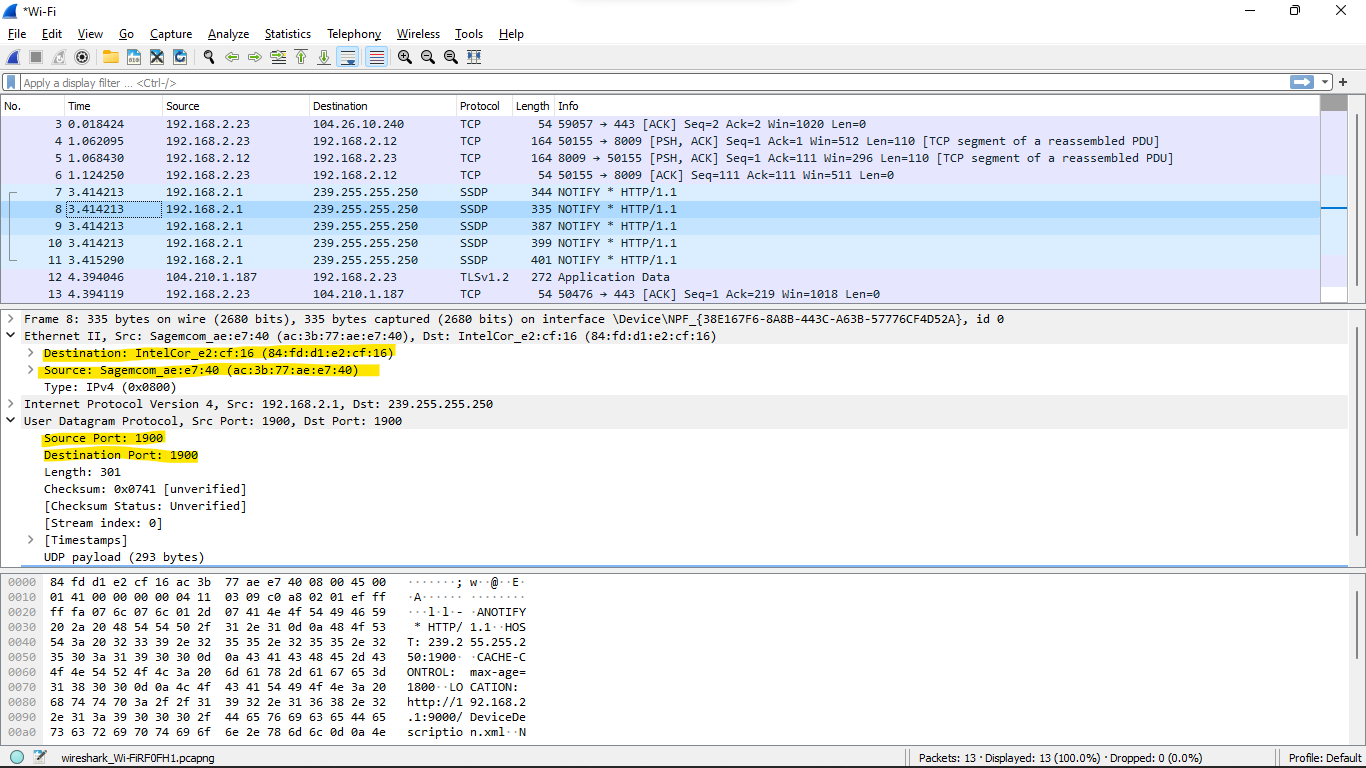 *Wi-Fi
File Edit View Go Capture Analyze Statistics Telephony Wireless Tools Help
Apply a display filter ... <Ctrl-/>
No. Time Source Destination Protocol Length Info
3 0.018424 192.168.2.23 104.26.10.240 TCP 54 59057 → 443 [ACK] Seq=2 Ack=2 Win=1020 Len=0
4 1.062095 192.168.2.23 192.168.2.12 TCP 164 50155 → 8009 [PSH, ACK] Seq=1 Ack=1 Win=512 Len=110 [TCP segment of a reassembled PDU]
5 1.068430 192.168.2.12 192.168.2.23 TCP 164 8009 → 50155 [PSH, ACK] Seq=1 Ack=111 Win=296 Len=110 [TCP segment of a reassembled PDU]
6 1.124250 192.168.2.23 192.168.2.12 TCP 54 50155 → 8009 [ACK] Seq=111 Ack=111 Win=511 Len=0
7 3.414213 192.168.2.1 239.255.255.250 SSDP 344 NOTIFY * HTTP/1.1
8 3.414213 192.168.2.1 239.255.255.250 SSDP 335 NOTIFY * HTTP/1.1
9 3.414213 192.168.2.1 239.255.255.250 SSDP 387 NOTIFY * HTTP/1.1
10 3.414213 192.168.2.1 239.255.255.250 SSDP 399 NOTIFY * HTTP/1.1
11 3.415290 192.168.2.1 239.255.255.250 SSDP 401 NOTIFY * HTTP/1.1
12 4.394046 104.210.1.187 192.168.2.23 TLSv1.2 272 Application Data
13 4.394119 192.168.2.23 104.210.1.187 TCP 54 50476 → 443 [ACK] Seq=1 Ack=219 Win=1018 Len=0
Frame 8: 335 bytes on wire (2680 bits), 335 bytes captured (2680 bits) on interface \Device\NPF_{38E167F6-8A8B-443C-A63B-57776CF4D52A}, id 0
Ethernet II, Src: Sagemcom_ae:e7:40 (ac:3b:77:ae:e7:40), Dst: IntelCor_e2:cf:16 (84:fd:d1:e2:cf:16)
Destination: IntelCor_e2:cf:16 (84:fd:d1:e2:cf:16)
Source: Sagemcom_ae:e7:40 (ac:3b:77:ae:e7:40)
Type: IPv4 (0x0800)
Internet Protocol Version 4, Src: 192.168.2.1, Dst: 239.255.255.250
User Datagram Protocol, Src Port: 1900, Dst Port: 1900
Source Port: 1900
Destination Port: 1900
Length: 301
Checksum: 0x0741 [unverified]
[Checksum Status: Unverified]
[Stream index: 0]
[Timestamps]
UDP payload (293 bytes)
0000 84 fd d1 e2 cf 16 ac 3b 77 ae e7 40 08 00 45 00 ·······; w··@··E·
0010 01 41 00 00 00 00 04 11 03 09 c0 a8 02 01 ef ff ·A······ ········
0020 ff fa 07 6c 07 6c 01 2d 07 41 4e 4f 54 49 46 59 ···l·l·- ·ANOTIFY
0030 20 2a 20 48 54 54 50 2f 31 2e 31 0d 0a 48 4f 53 * HTTP/ 1.1··HOS
0040 54 3a 20 32 33 39 2e 32 35 35 2e 32 35 35 2e 32 T: 239.2 55.255.2
0050 35 30 3a 31 39 30 30 0d 0a 43 41 43 48 45 2d 43 50:1900· ·CACHE-C
0060 4f 4e 54 52 4f 4c 3a 20 6d 61 78 2d 61 67 65 3d ONTROL: max-age=
0070 31 38 30 30 0d 0a 4c 4f 43 41 54 49 4f 4e 3a 20 1800··LO CATION:
0080 68 74 74 70 3a 2f 2f 31 39 32 2e 31 36 38 2e 32 http://1 92.168.2
0090 2e 31 3a 39 30 30 30 2f 44 65 76 69 63 65 44 65 .1:9000/ DeviceDe
00a0 73 63 72 69 70 74 69 6f 6e 2e 78 6d 6c 0d 0a 4e scriptio n.xml··N
wireshark_Wi-FiRF0FH1.pcapng Packets: 13 · Displayed: 13 (100.0%) · Dropped: 0 (0.0%) Profile: Default